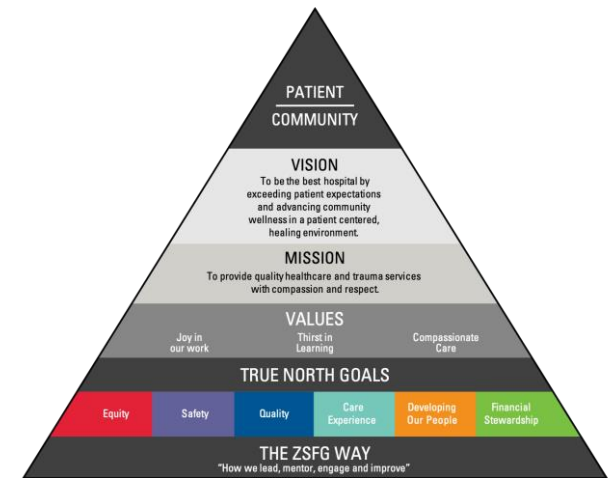 PATIENT
COMMUNITY
VISION
To be the best hospital by
exceeding patient expectations
and advancing community
wellness in a patient centered,
healing environment.
MISSION
To provide quality healthcare and trauma services
with compassion and respect.
VALUES
Joy in
our work
Thirst in
Learning
Compassionate
Care
TRUE NORTH GOALS
Equity
Safety
Quality
Care
Experience
Developing
Our People
Financial
Stewardship
THE ZSFG WAY
"How we lead, mentor, engage and improve"